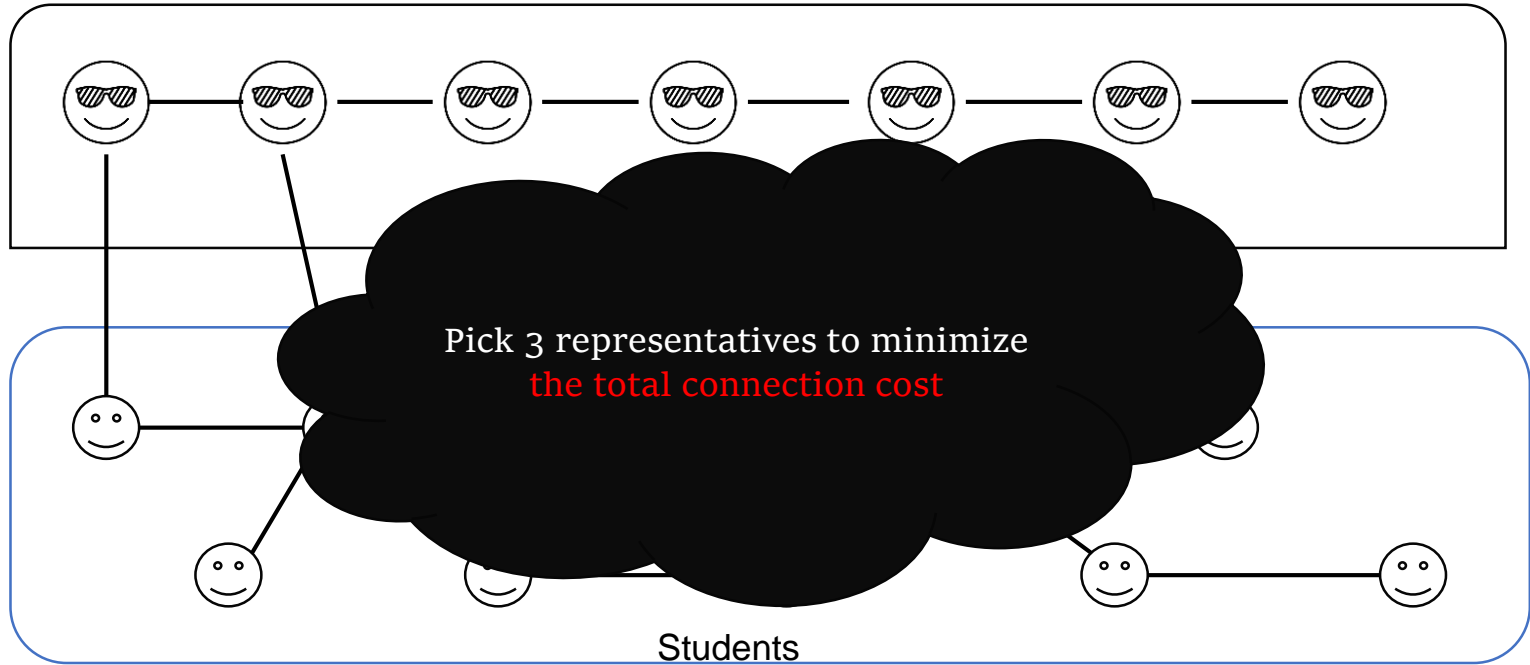 Pick 3 representatives to minimize
the total connection cost
Students